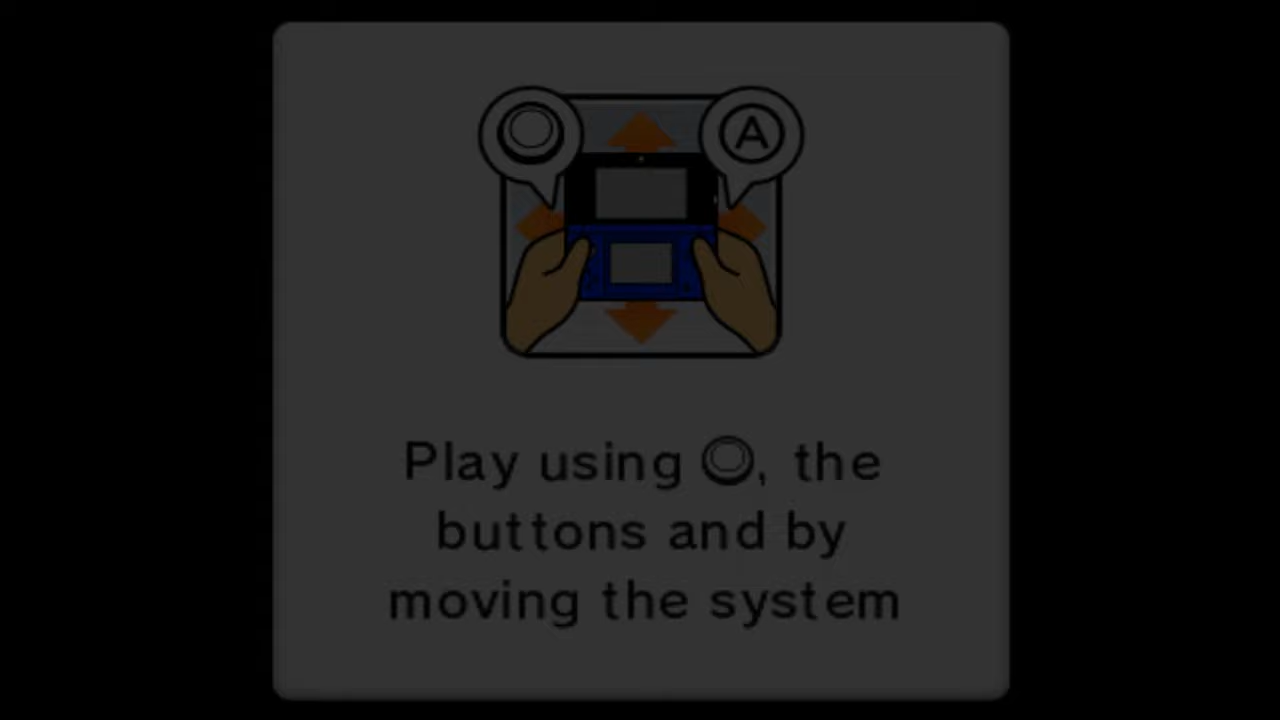 A
Play using , the
buttons and by
moving the system